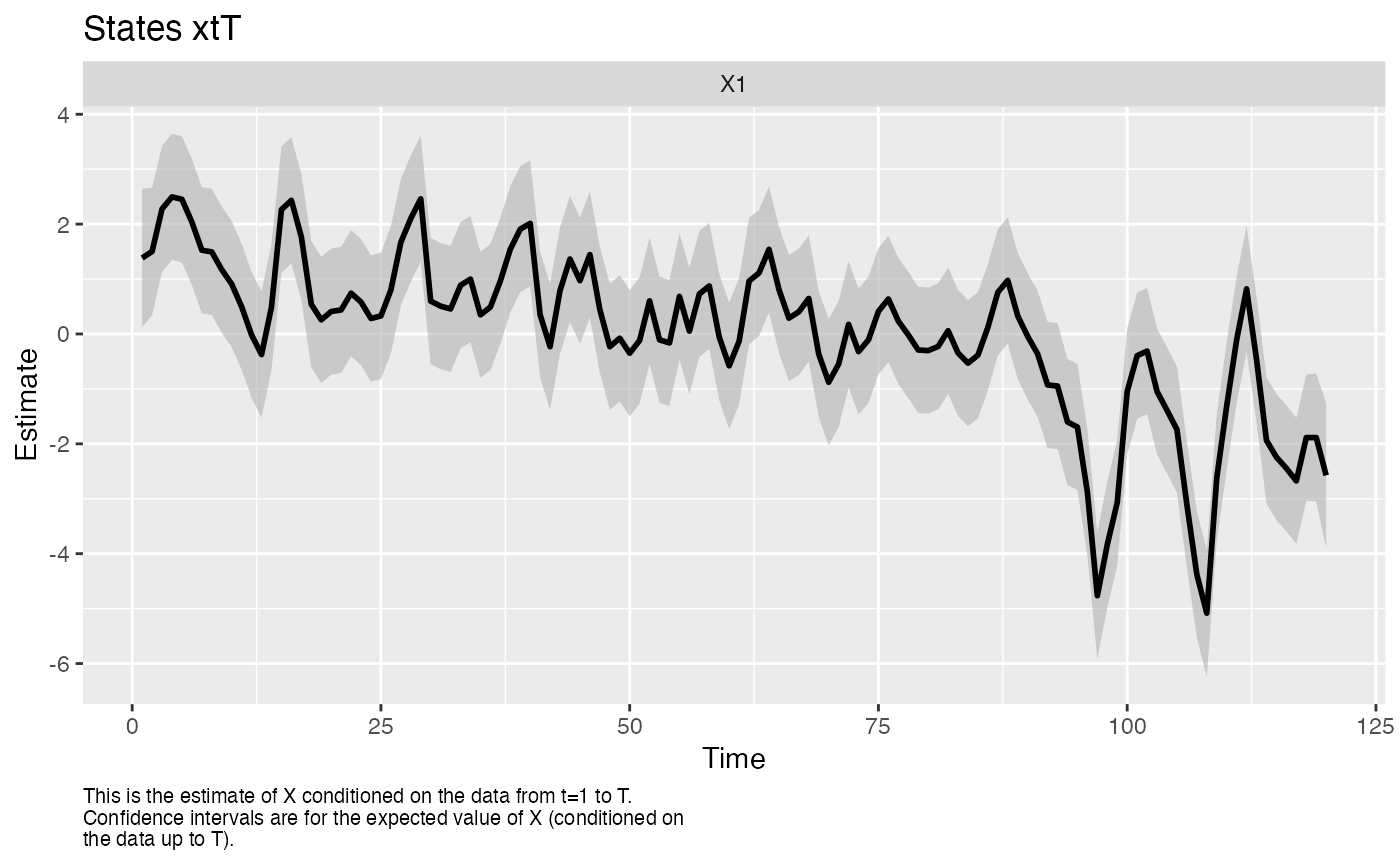 States xtT
X1
4
2
0
-2
-4
-6
Estimate
0 25 50 75 100 125
Time
This is the estimate of X conditioned on the data from t=1 to T.
Confidence intervals are for the expected value of X (conditioned on
the data up to T).